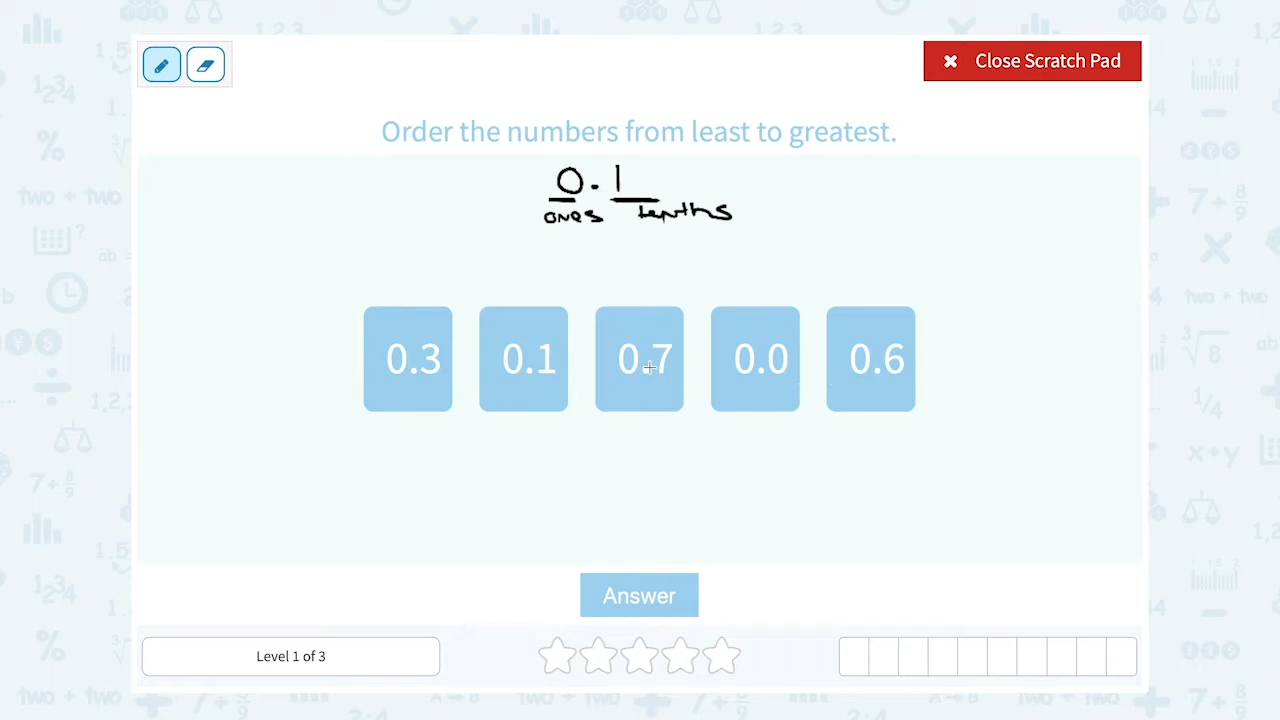 Close Scratch Pad
Order the numbers from least to greatest.
0.1
ones tenths
0.3 0.1 0.7 0.0 0.6
Answer
Level 1 of 3